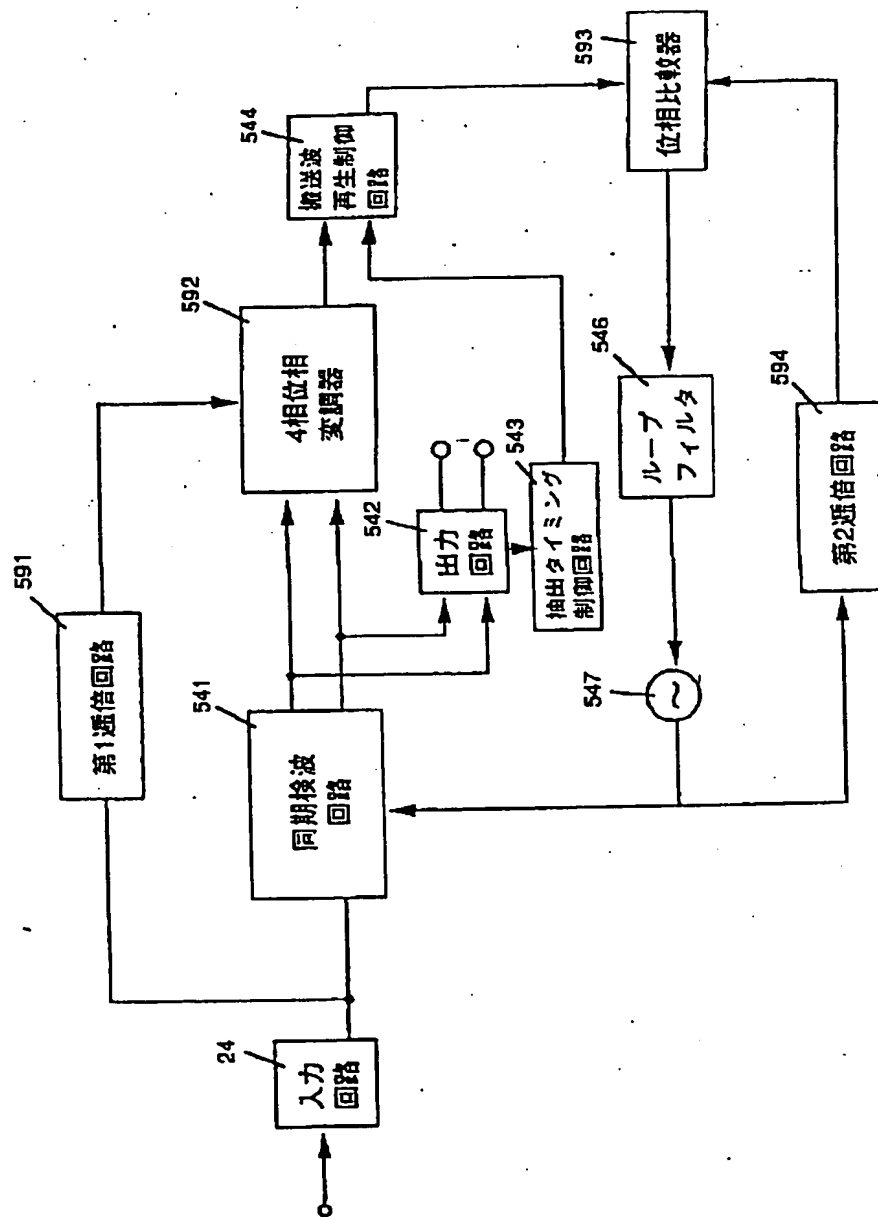 591
第1逓倍回路
24
入力
回路
541
同期検波
回路
592
4相位相
変調器
544
搬送波
再生制御
回路
542
出力
回路
543
抽出タイミング
制御回路
593
位相比較器
546
ループ
フィルタ
547
~
594
第2逓倍回路